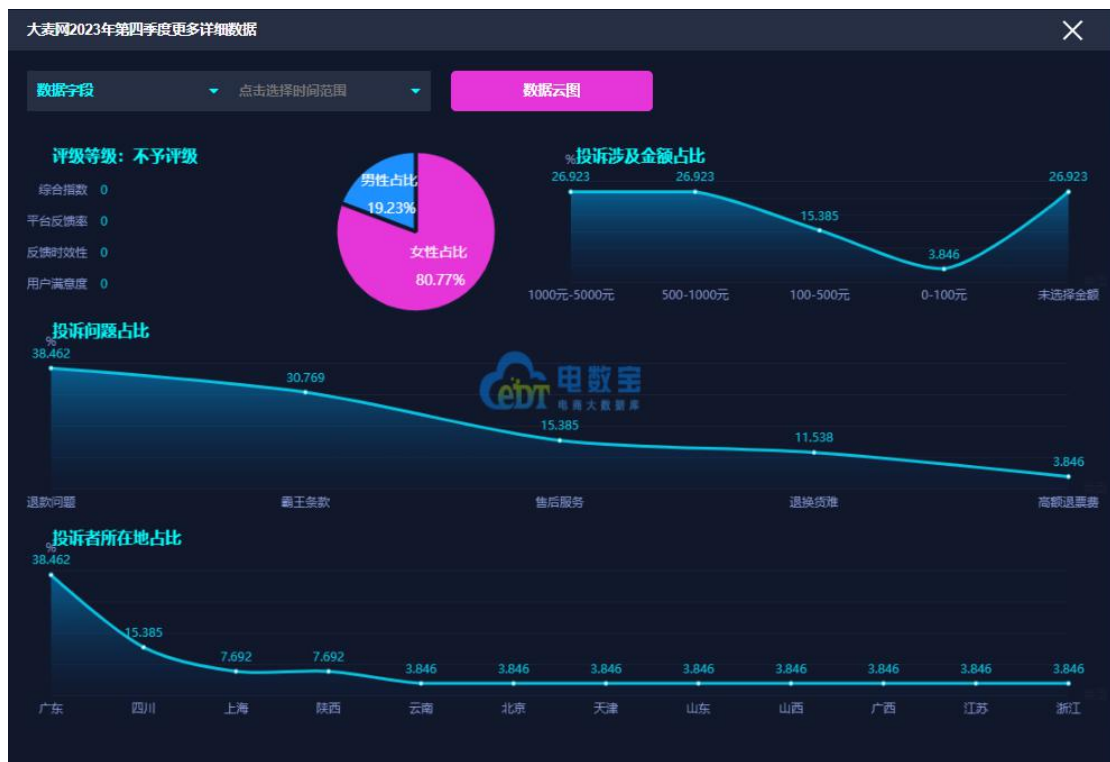 大麦网2023年第四季度更多详细数据
数据字段
点击选择时间范围
数据云图
评级等级：不予评级
综合指数 0
平台反馈率 0
反馈时效性 0
用户满意度 0
男性占比
19.23%
女性占比
80.77%
%投诉涉及金额占比
26.923 26.923 15.385 3.846 26.923
1000元-5000元 500-1000元 100-500元 0-100元 未选择金额
投诉问题占比
%
38.462 30.769 15.385 11.538 3.846
退款问题 霸王条款 售后服务 退换货难 高额退票费
eDT 电数宝
电商大数据库
投诉者所在地占比
%
38.462 15.385 7.692 7.692 3.846 3.846 3.846 3.846 3.846 3.846 3.846 3.846
广东 四川 上海 陕西 云南 北京 天津 山东 山西 广西 江苏 浙江